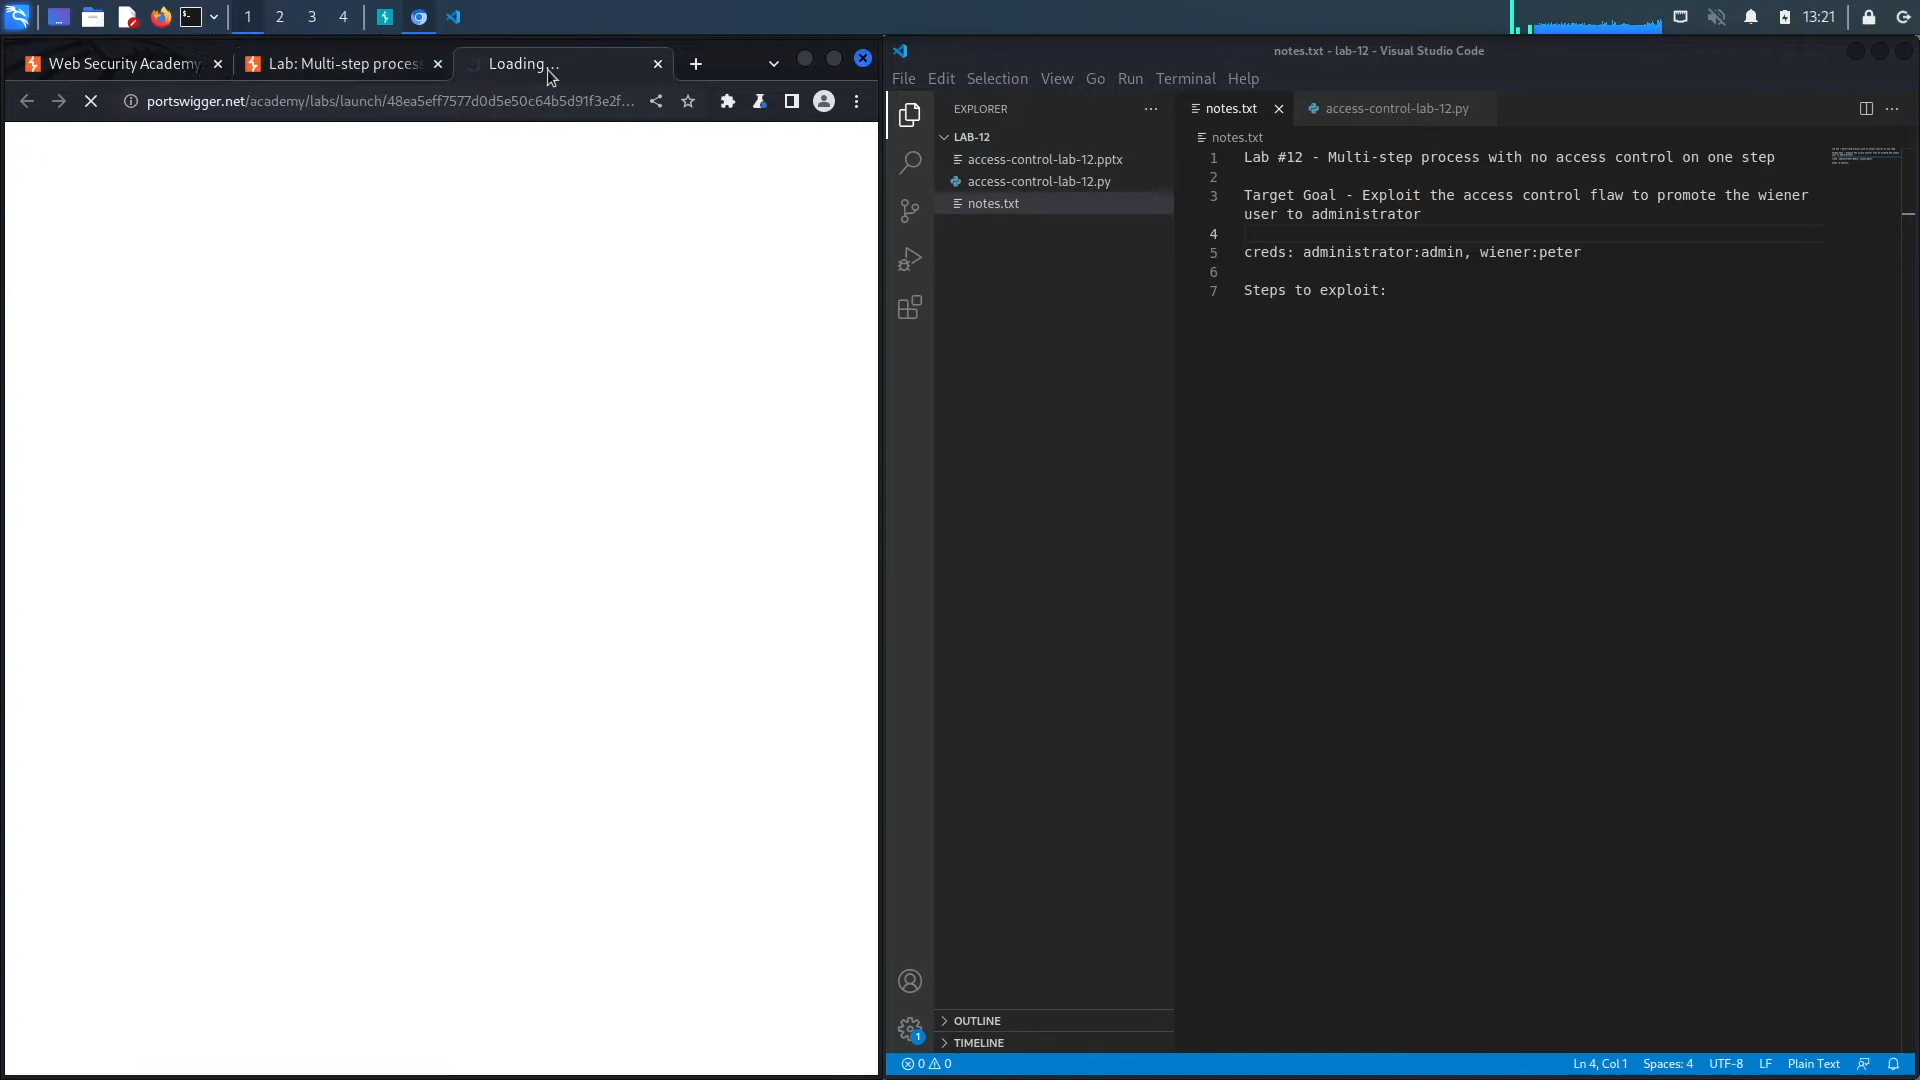 1 2 3 4
13:21
Web Security Academy
Lab: Multi-step process
Loading...
portswigger.net/academy/labs/launch/48ea5eff7577d0d5e50c64b5d91f3e2f...
notes.txt - lab-12 - Visual Studio Code
File Edit Selection View Go Run Terminal Help
EXPLORER
LAB-12
access-control-lab-12.pptx
access-control-lab-12.py
notes.txt
OUTLINE
TIMELINE
1
notes.txt
access-control-lab-12.py
notes.txt
1 Lab #12 - Multi-step process with no access control on one step
2
3 Target Goal - Exploit the access control flaw to promote the wiener
user to administrator
4
5 creds: administrator:admin, wiener:peter
6
7 Steps to exploit:
0 0
Ln 4, Col 1 Spaces: 4 UTF-8 LF Plain Text